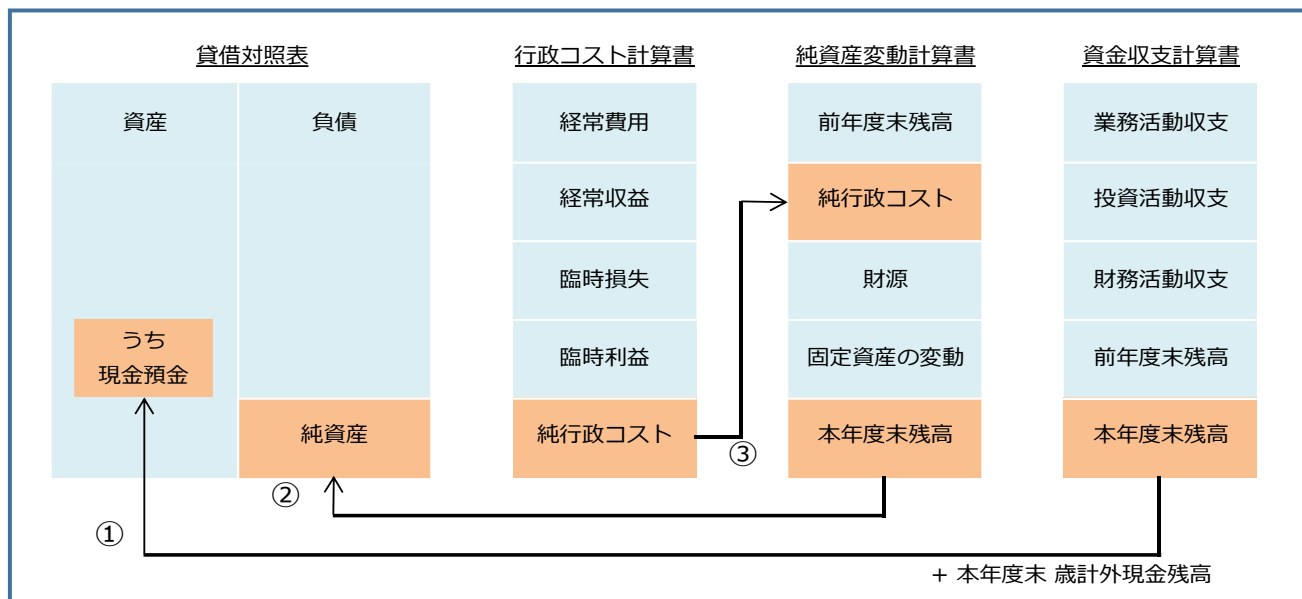 貸借対照表
行政コスト計算書
純資産変動計算書
資金収支計算書
資産
負債
経常費用
前年度末残高
業務活動収支
経常収益
純行政コスト
投資活動収支
臨時損失
財源
財務活動収支
うち
現金預金
臨時利益
固定資産の変動
前年度末残高
純資産
純行政コスト
本年度末残高
本年度末残高
③
②
①
+ 本年度末 歳計外現金残高